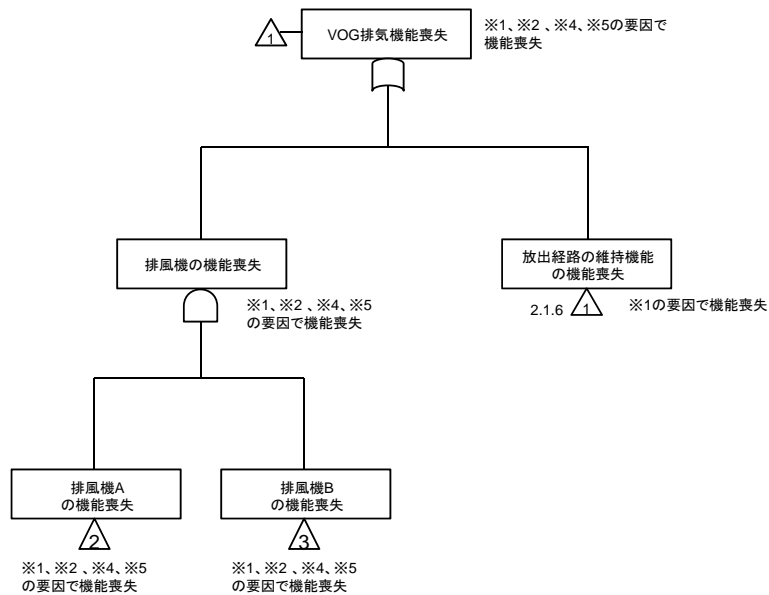 1
VOG排気機能喪失
※1、※2 、※4、※5の要因で
機能喪失
排風機の機能喪失
※1、※2 、※4、※5
の要因で機能喪失
放出経路の維持機能
の機能喪失
2.1.6
1
※1の要因で機能喪失
排風機A
の機能喪失
2
※1、※2 、※4、※5
の要因で機能喪失
排風機B
の機能喪失
3
※1、※2 、※4、※5
の要因で機能喪失